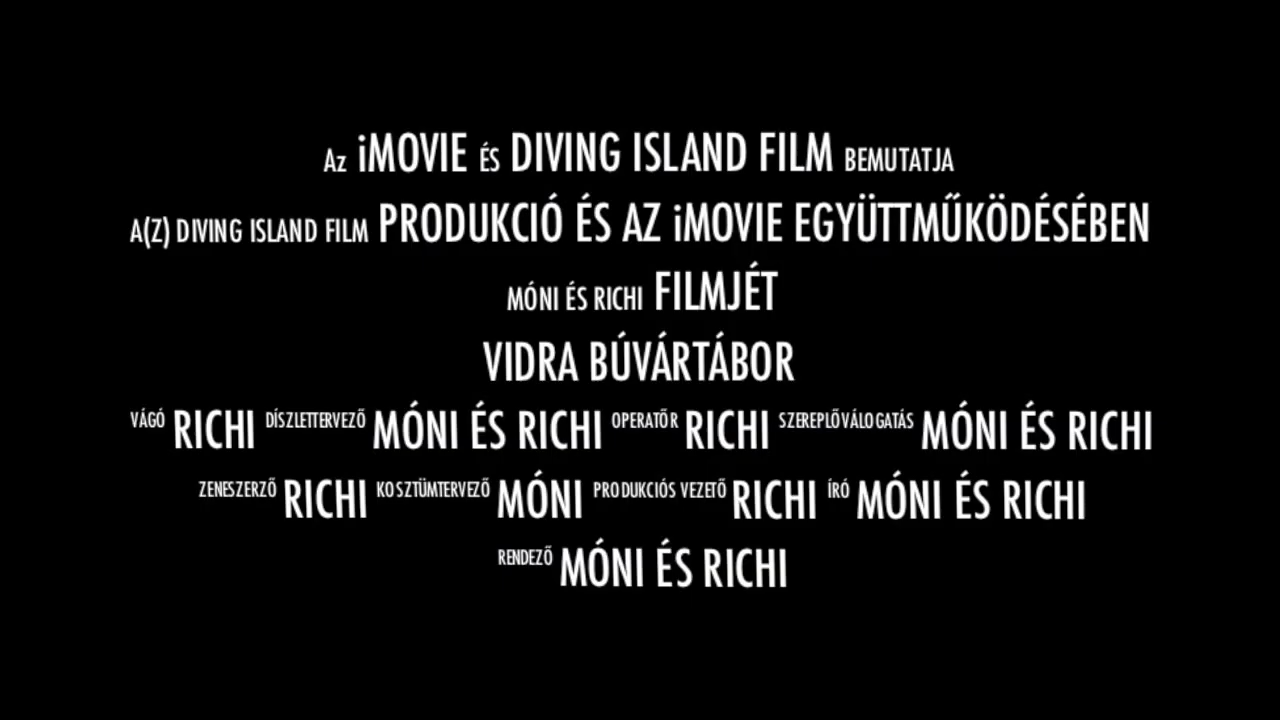 Az iMOVIE ÉS DIVING ISLAND FILM BEMUTATJA
A(Z) DIVING ISLAND FILM PRODUKCIÓ ÉS AZ iMOVIE EGYÜTTMŰKÖDÉSÉBEN
MÓNI ÉS RICHI FILMJÉT
VIDRA BÚVÁRTÁBOR
VÁGÓ RICHI DÍSZLETTERVEZŐ MÓNI ÉS RICHI OPERATŐR RICHI SZEREPLŐVÁLOGATÁS MÓNI ÉS RICHI
ZENESZERZŐ RICHI KOSZTÜMTERVEZŐ MÓNI PRODUKCIÓS VEZETŐ RICHI ÍRÓ MÓNI ÉS RICHI
RENDEZŐ MÓNI ÉS RICHI